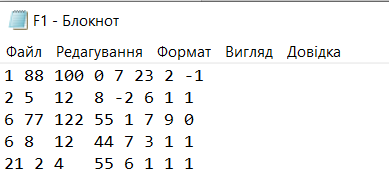 F1 - Блокнот
Файл Редагування Формат Вигляд Довідка
1 88 100 0 7 23 2 -1
2 5 12 8 -2 6 1 1
6 77 122 55 1 7 9 0
6 8 12 44 7 3 1 1
21 2 4 55 6 1 1 1